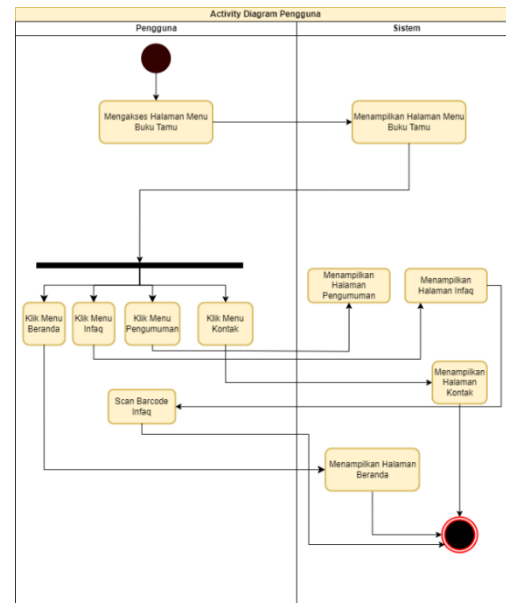 Activity Diagram Pengguna
Pengguna
Sistem
Mengakses Halaman Menu
Buku Tamu
Menampilkan Halaman Menu
Buku Tamu
Klik Menu
Beranda
Klik Menu
Infaq
Klik Menu
Pengumuman
Klik Menu
Kontak
Menampilkan
Halaman
Pengumuman
Menampilkan
Halaman Infaq
Scan Barcode
Infaq
Menampilkan
Halaman
Kontak
Menampilkan Halaman
Beranda